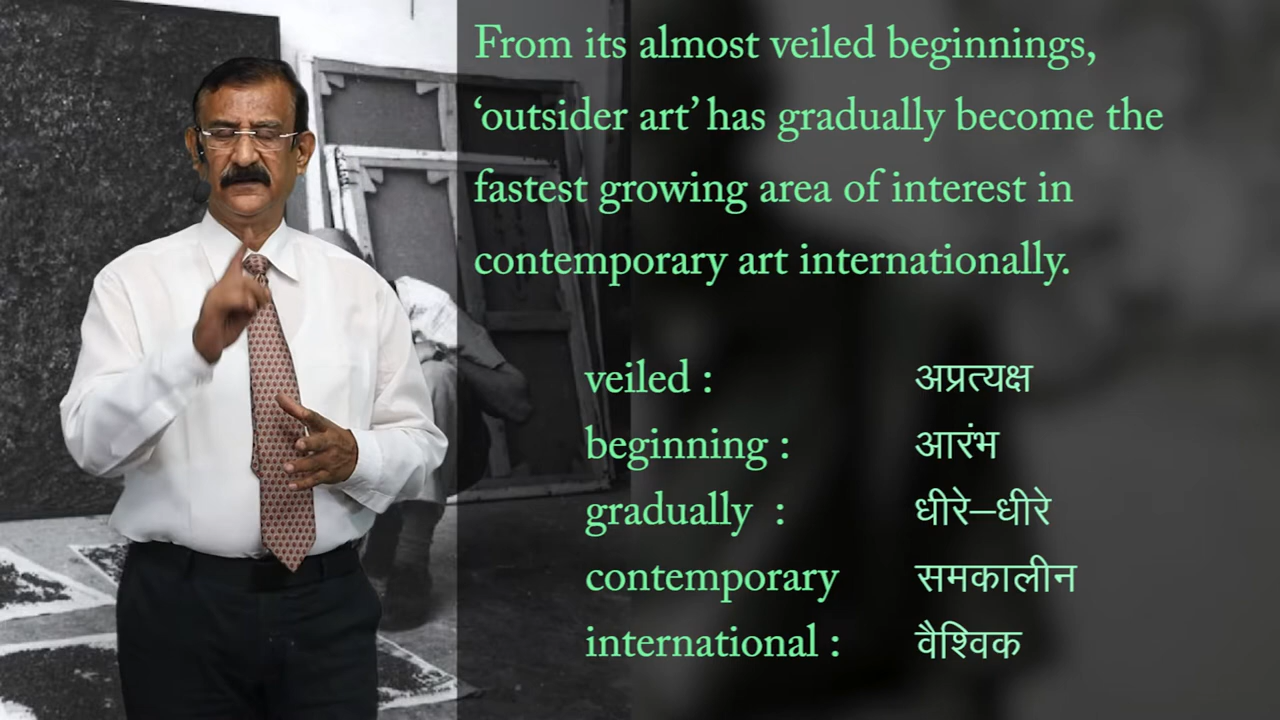 From its almost veiled beginnings,
‘outsider art’ has gradually become the
fastest growing area of interest in
contemporary art internationally.
veiled : अप्रत्यक्ष
beginning : आरंभ
gradually : धीरे–धीरे
contemporary समकालीन
international : वैश्विक